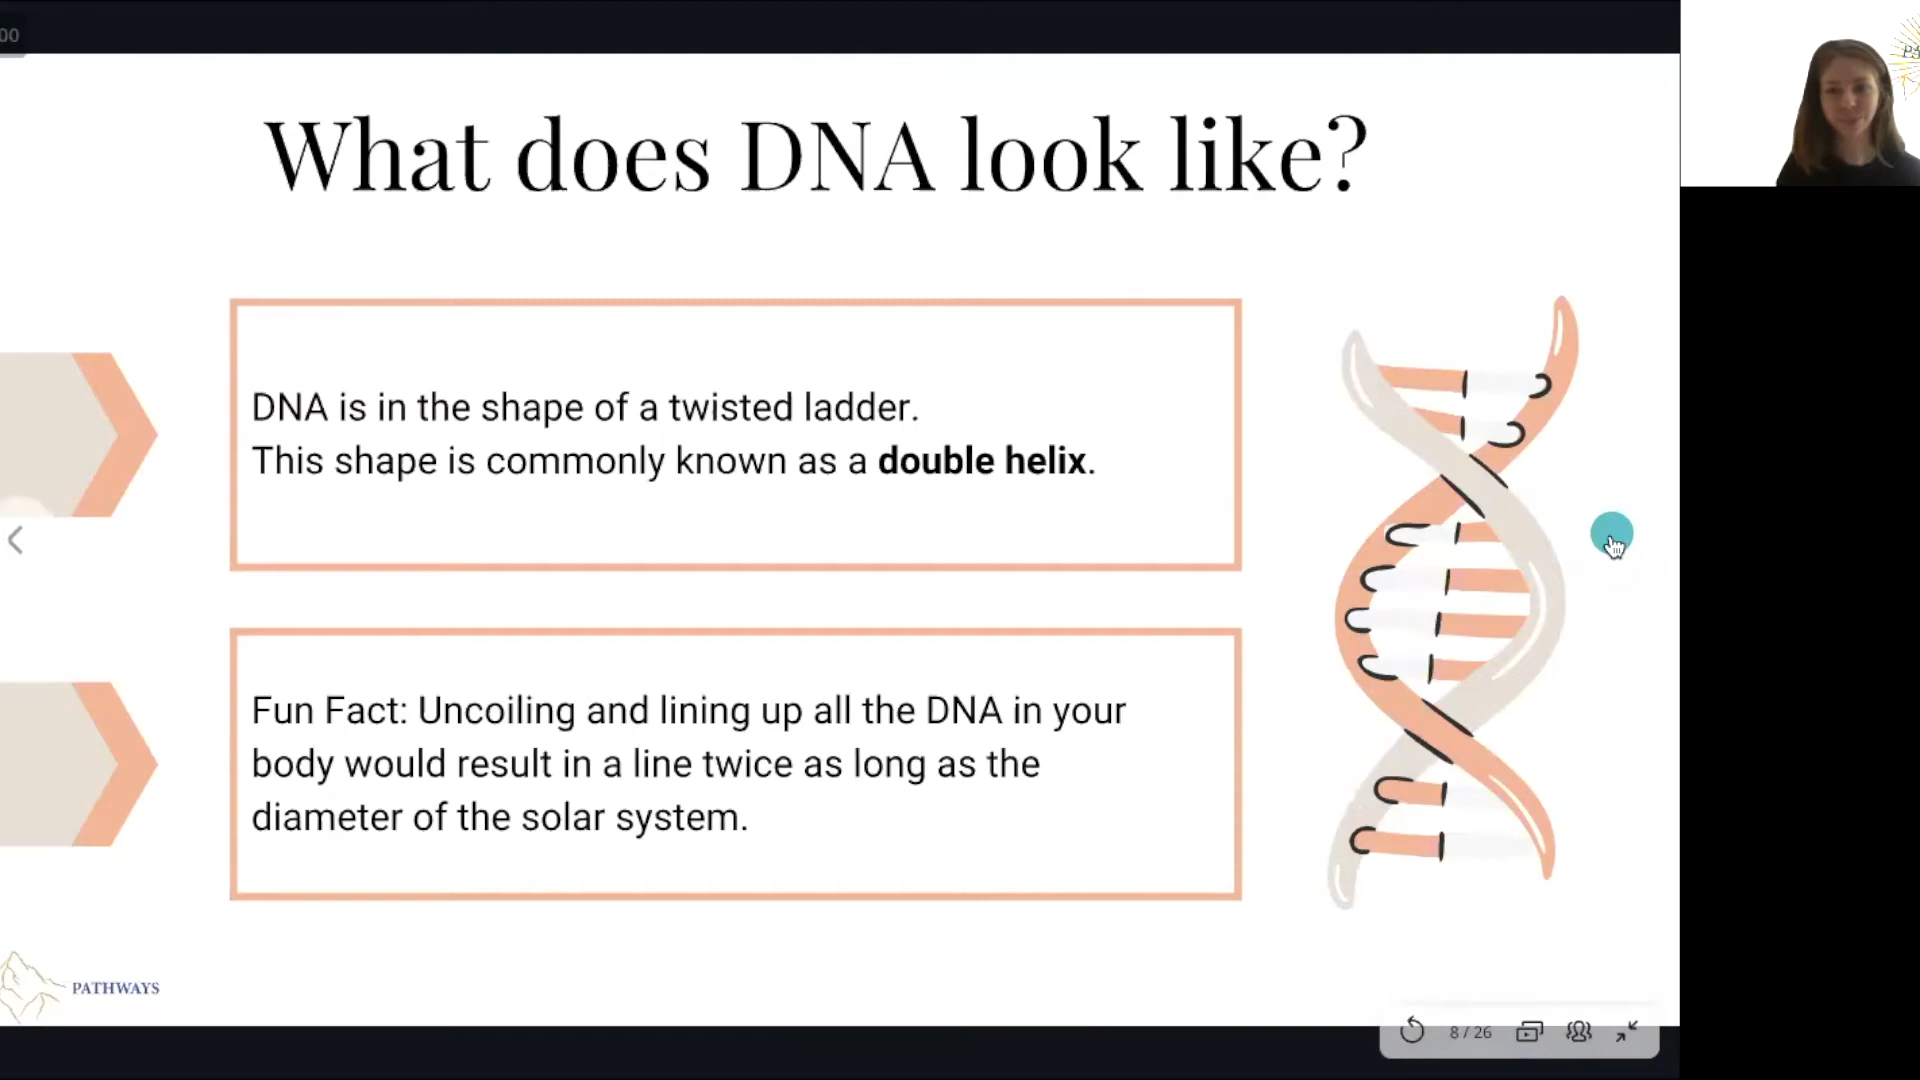 00
What does DNA look like?
DNA is in the shape of a twisted ladder.
This shape is commonly known as a double helix.
Fun Fact: Uncoiling and lining up all the DNA in your
body would result in a line twice as long as the
diameter of the solar system.
PATHWAYS
8 / 26